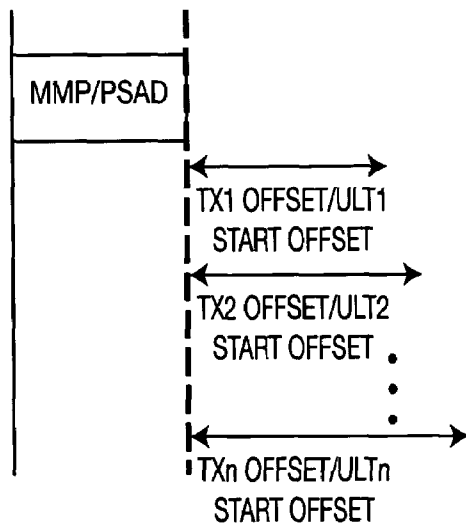 MMP/PSAD
TX1 OFFSET/ULT1
START OFFSET
TX2 OFFSET/ULT2
START OFFSET
TXn OFFSET/ULTn
START OFFSET